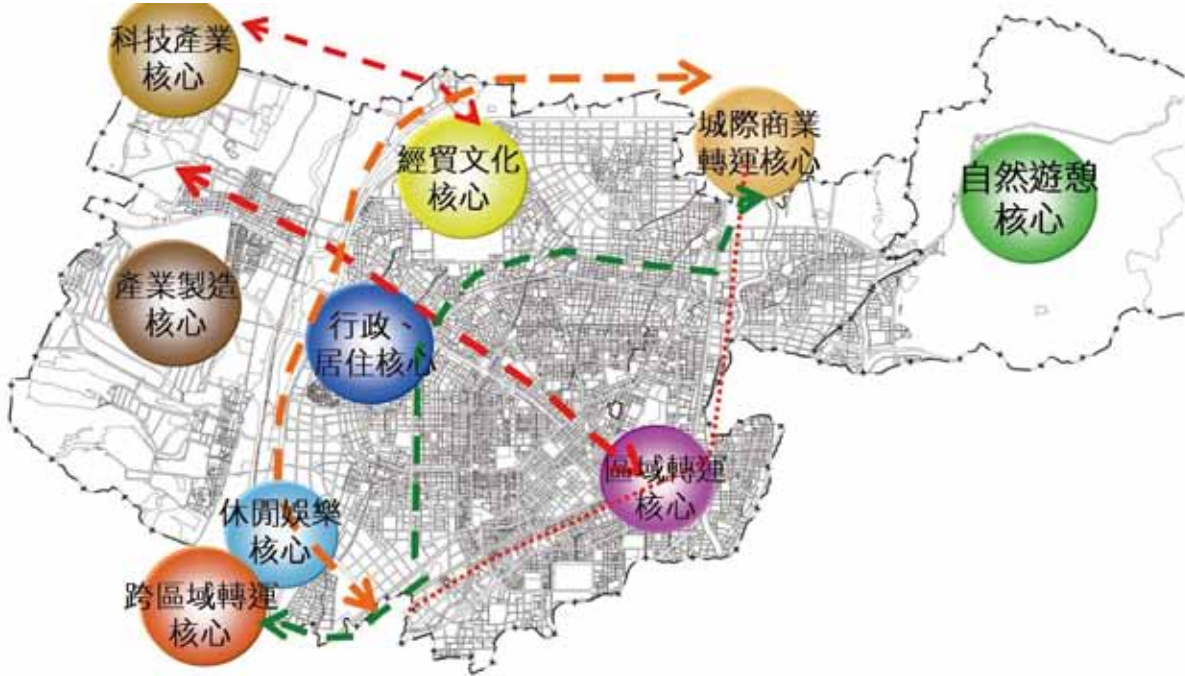 科技產業
核心
經貿文化
核心
城際商業
轉運核心
自然遊憩
核心
產業製造
核心
行政、
居住核心
區域轉運
核心
休閒娛樂
核心
跨區域轉運
核心